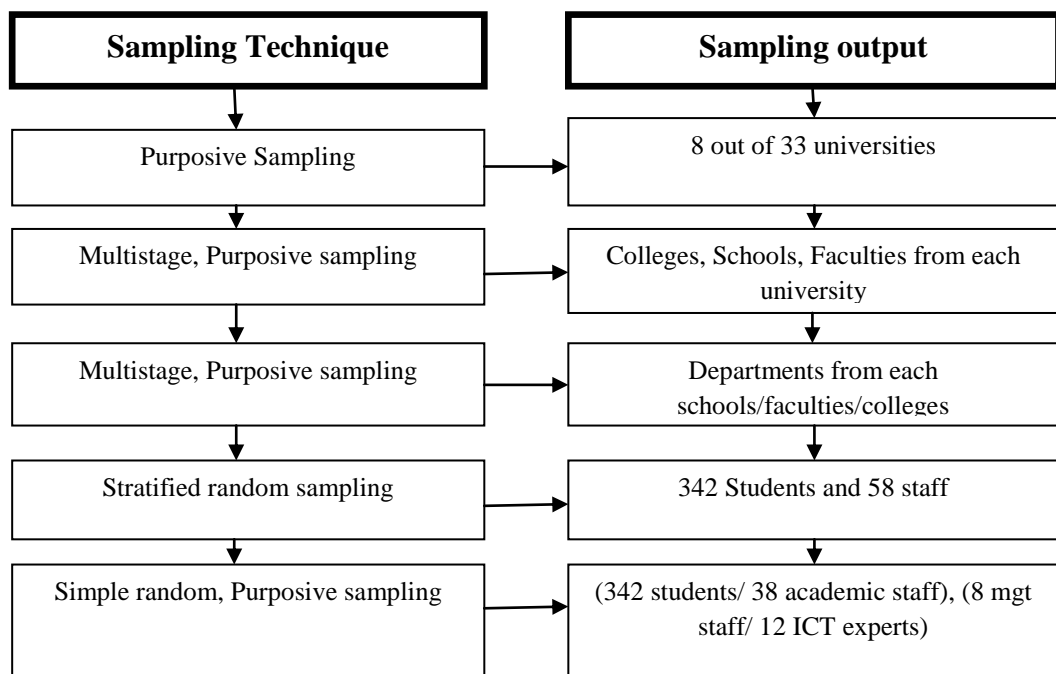 Sampling Technique
Sampling output
Purposive Sampling
8 out of 33 universities
Multistage, Purposive sampling
Colleges, Schools, Faculties from each
university
Multistage, Purposive sampling
Departments from each
schools/faculties/colleges
Stratified random sampling
342 Students and 58 staff
Simple random, Purposive sampling
(342 students/ 38 academic staff), (8 mgt
staff/ 12 ICT experts)